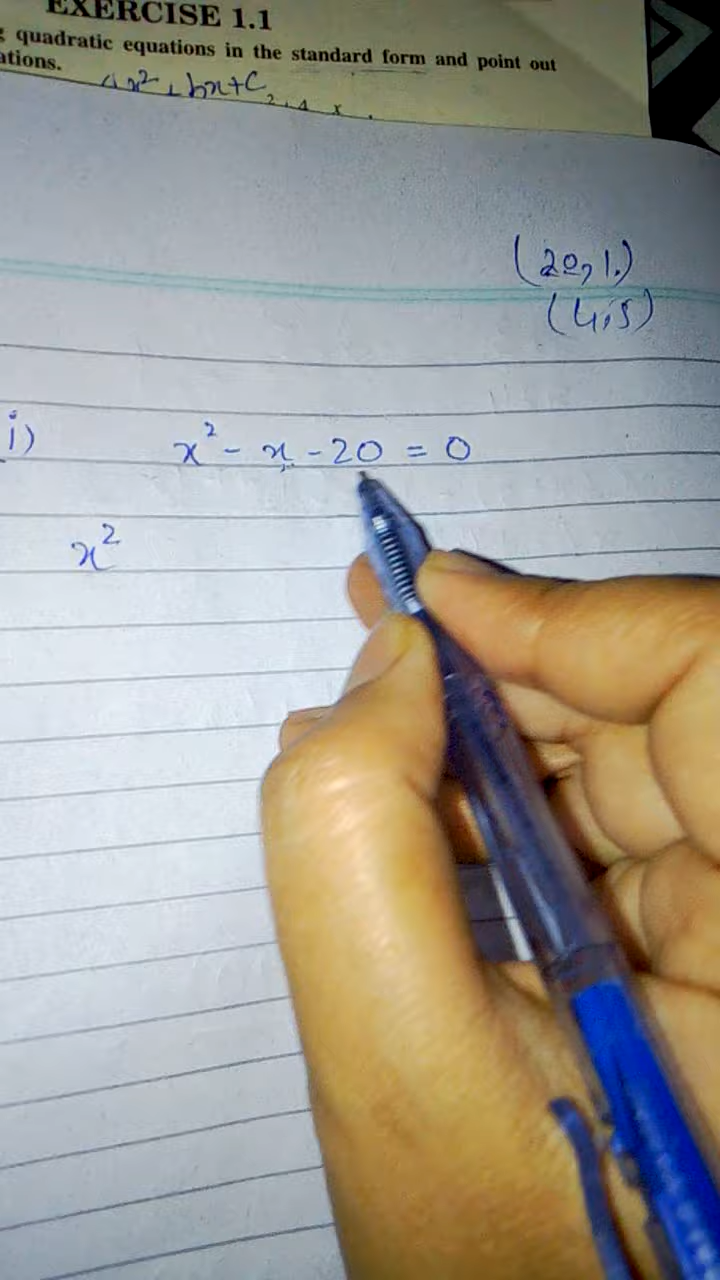 EXERCISE 1.1
quadratic equations in the standard form and point out
ations.
ax² + bx + c
(20, 1.)
(4, 5)
i) x² - x - 20 = 0
x²